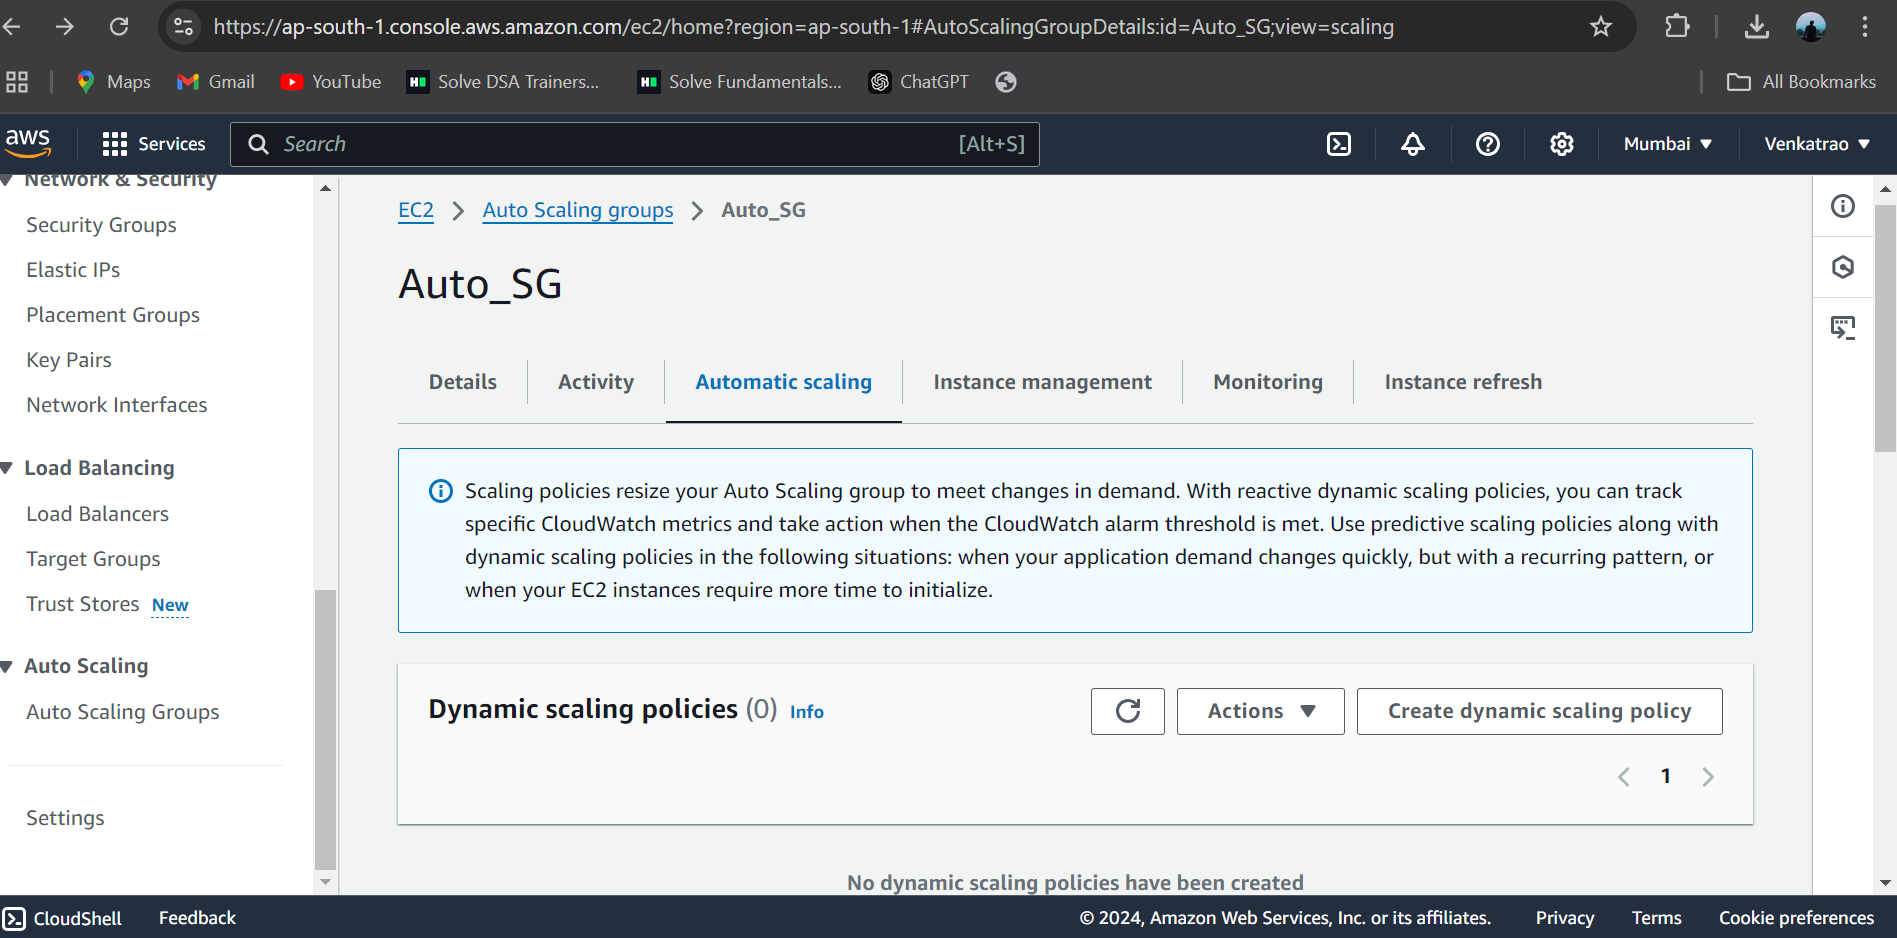 https://ap-south-1.console.aws.amazon.com/ec2/home?region=ap-south-1#AutoScalingGroupDetails:id=Auto_SG;view=scaling
Maps
Gmail
YouTube
Solve DSA Trainers...
Solve Fundamentals...
ChatGPT
All Bookmarks
aws
Services
Search
[Alt+S]
Mumbai
Venkatrao
Network & Security
Security Groups
Elastic IPs
Placement Groups
Key Pairs
Network Interfaces
Load Balancing
Load Balancers
Target Groups
Trust Stores New
Auto Scaling
Auto Scaling Groups
Settings
EC2 > Auto Scaling groups > Auto_SG
Auto_SG
Details
Activity
Automatic scaling
Instance management
Monitoring
Instance refresh
Scaling policies resize your Auto Scaling group to meet changes in demand. With reactive dynamic scaling policies, you can track
specific CloudWatch metrics and take action when the CloudWatch alarm threshold is met. Use predictive scaling policies along with
dynamic scaling policies in the following situations: when your application demand changes quickly, but with a recurring pattern, or
when your EC2 instances require more time to initialize.
Dynamic scaling policies (0) Info
Actions
Create dynamic scaling policy
1
No dynamic scaling policies have been created
CloudShell
Feedback
© 2024, Amazon Web Services, Inc. or its affiliates.
Privacy
Terms
Cookie preferences